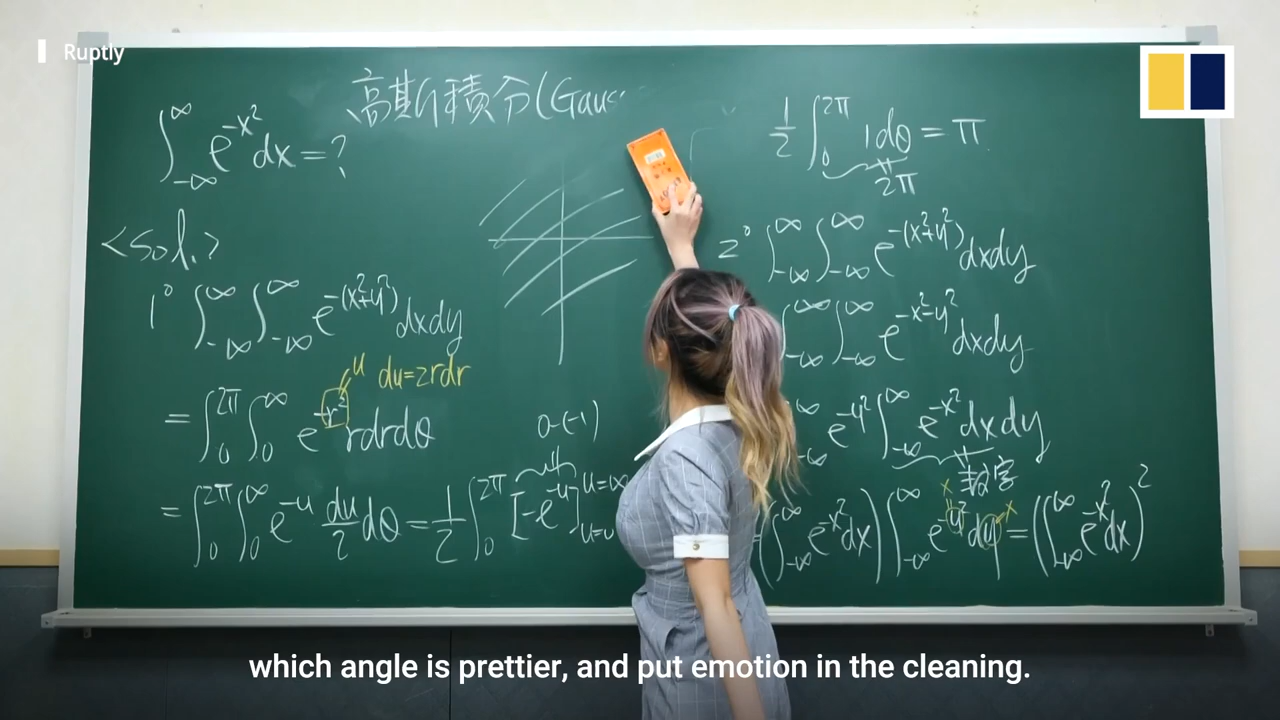 Ruptly
高斯積分(Gaus
∫_{-∞}^{∞} e^{-x²}dx = ?
<sol.>
1° ∫_{-∞}^{∞}∫_{-∞}^{∞} e^{-(x²+y²)}dxdy
u du=2rdr
= ∫_0^{2π}∫_0^{∞} e^{-r²}rdrdθ
0-(-1)
= ∫_0^{2π}∫_0^{∞} e^{-u} du/2 dθ = 1/2 ∫_0^{2π} [-e^{-u}]_{u=0}^{u=∞}
1/2 ∫_0^{2π} 1dθ = π
2π
2° ∫_{-∞}^{∞}∫_{-∞}^{∞} e^{-(x²+y²)}dxdy
∫_{-∞}^{∞}∫_{-∞}^{∞} e^{-x²-y²}dxdy
e^{-y²}∫_{-∞}^{∞} e^{-x²}dxdy
数字
x x
(∫_{-∞}^{∞} e^{-x²}dx)∫_{-∞}^{∞} e^{-y²}dy = (∫_{-∞}^{∞} e^{-x²}dx)²
which angle is prettier, and put emotion in the cleaning.